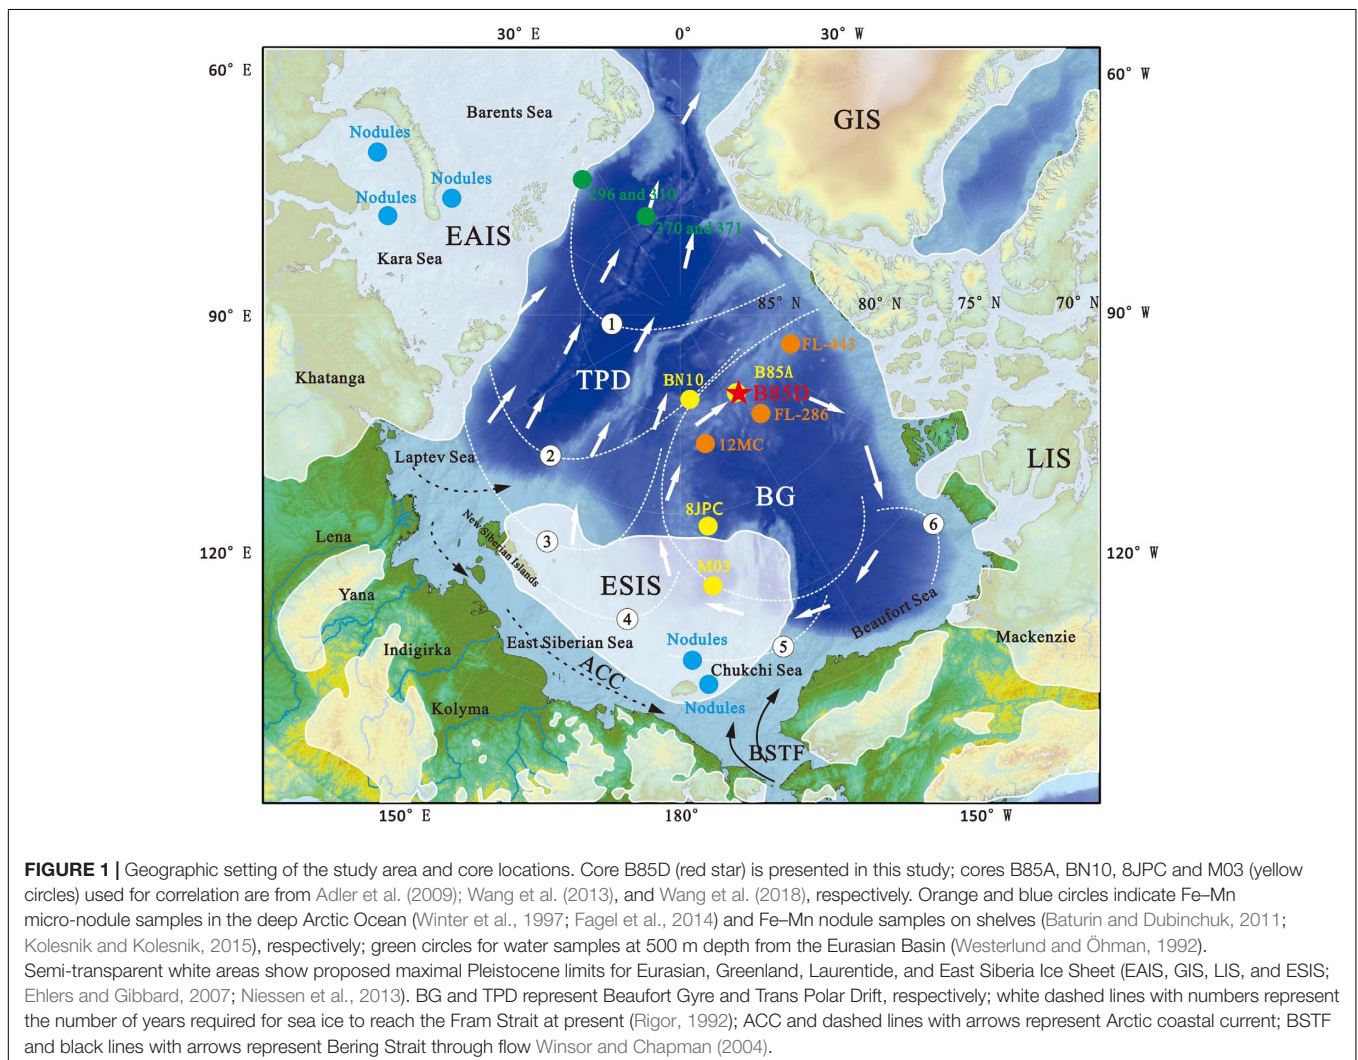 30° E 0° 30° W
60° E 60° W
Barents Sea
GIS
Nodules
Nodules
Nodules
296 and 310
370 and 371
EAIS
Kara Sea
85° N 80° N 75° N 70° N
90° E 90° W
1
FL-443
Khatanga
TPD
BN10
B85A
B85D
FL-286
12MC
2
Laptev Sea
LIS
BG
8JPC
6
New Siberian Islands
Lena
3
120° E 120° W
ESIS
M03
Yana
4
Beaufort Sea
East Siberian Sea
Nodules
5
Mackenzie
Indigirka
ACC
Chukchi Sea
Kolyma
Nodules
BSTF
150° E 180° 150° W
FIGURE 1 | Geographic setting of the study area and core locations. Core B85D (red star) is presented in this study; cores B85A, BN10, 8JPC and M03 (yellow
circles) used for correlation are from Adler et al. (2009); Wang et al. (2013), and Wang et al. (2018), respectively. Orange and blue circles indicate Fe–Mn
micro-nodule samples in the deep Arctic Ocean (Winter et al., 1997; Fagel et al., 2014) and Fe–Mn nodule samples on shelves (Baturin and Dubinchuk, 2011;
Kolesnik and Kolesnik, 2015), respectively; green circles for water samples at 500 m depth from the Eurasian Basin (Westerlund and Öhman, 1992).
Semi-transparent white areas show proposed maximal Pleistocene limits for Eurasian, Greenland, Laurentide, and East Siberia Ice Sheet (EAIS, GIS, LIS, and ESIS;
Ehlers and Gibbard, 2007; Niessen et al., 2013). BG and TPD represent Beaufort Gyre and Trans Polar Drift, respectively; white dashed lines with numbers represent
the number of years required for sea ice to reach the Fram Strait at present (Rigor, 1992); ACC and dashed lines with arrows represent Arctic coastal current; BSTF
and black lines with arrows represent Bering Strait through flow Winsor and Chapman (2004).